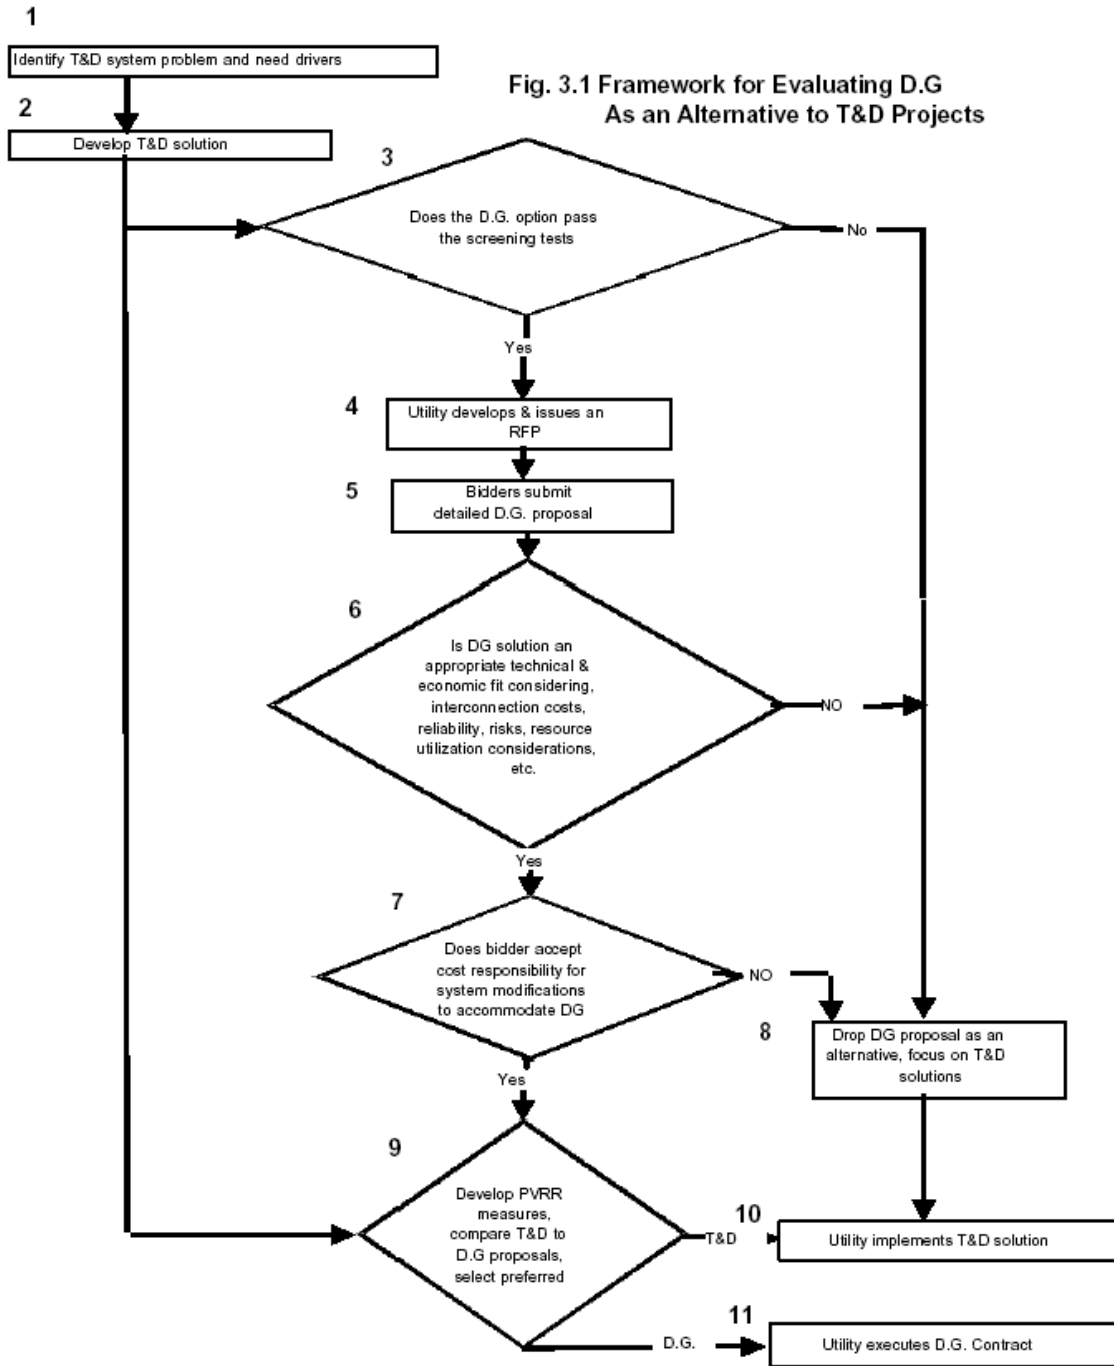 1
Identify T&D system problem and need drivers
Fig. 3.1 Framework for Evaluating D.G
As an Alternative to T&D Projects
2
Develop T&D solution
3
Does the D.G. option pass
the screening tests
No
Yes
4
Utility develops & issues an
RFP
5
Bidders submit
detailed D.G. proposal
6
Is DG solution an
appropriate technical &
economic fit considering,
interconnection costs,
reliability, risks, resource
utilization considerations,
etc.
NO
Yes
7
Does bidder accept
cost responsibility for
system modifications
to accommodate DG
NO
8
Drop DG proposal as an
alternative, focus on T&D
solutions
Yes
9
Develop PVRR
measures,
compare T&D to
D.G proposals,
select preferred
T&D
10
Utility implements T&D solution
D.G.
11
Utility executes D.G. Contract